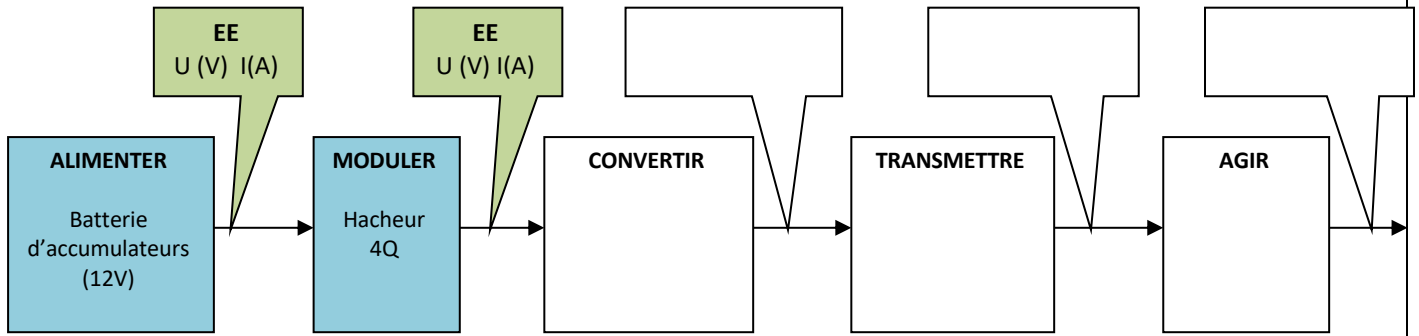 EE
U (V) I(A)
EE
U (V) I(A)
ALIMENTER
Batterie
d’accumulateurs
(12V)
MODULER
Hacheur
4Q
CONVERTIR
TRANSMETTRE
AGIR